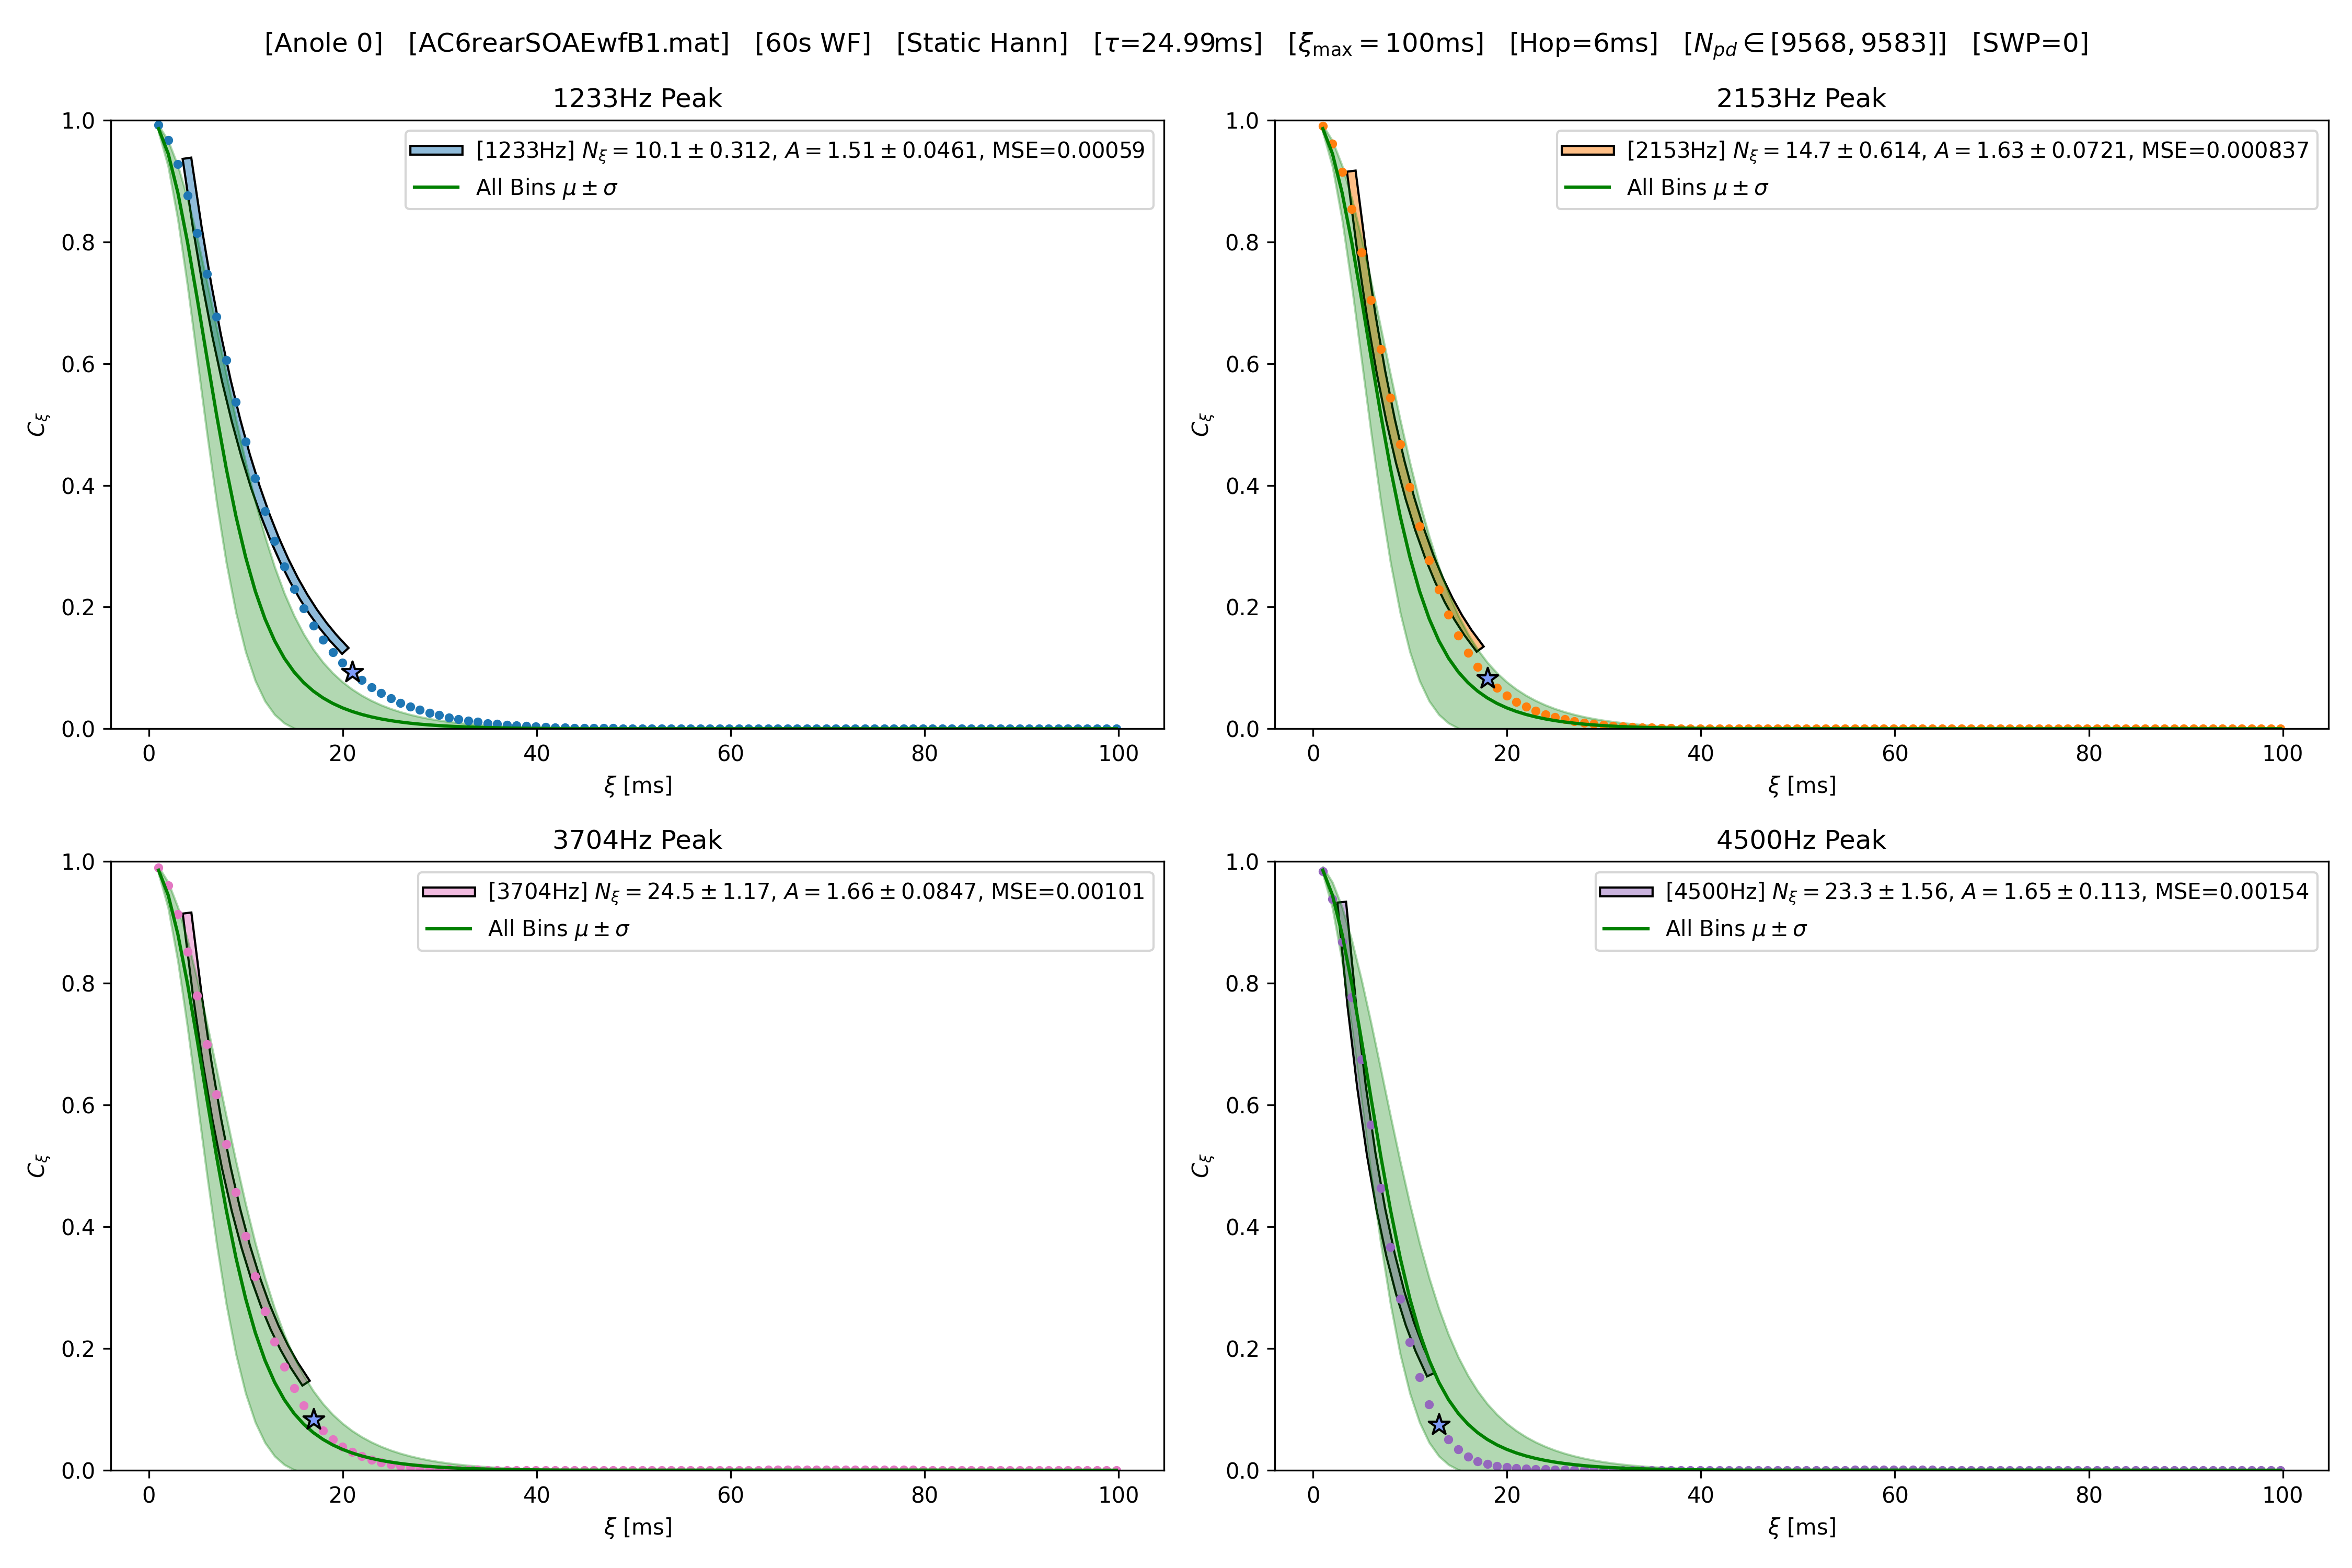 [Anole 0] [AC6rearSOAEwfB1.mat] [60s WF] [Static Hann] [τ=24.99ms] [ξmax = 100ms] [Hop=6ms] [Npd ∈ [9568, 9583]] [SWP=0]
1233Hz Peak
[1233Hz] Nξ = 10.1 ± 0.312, A = 1.51 ± 0.0461, MSE=0.00059
All Bins μ ± σ
Cξ
1.0
0.8
0.6
0.4
0.2
0.0
0 20 40 60 80 100
ξ [ms]
2153Hz Peak
[2153Hz] Nξ = 14.7 ± 0.614, A = 1.63 ± 0.0721, MSE=0.000837
All Bins μ ± σ
Cξ
1.0
0.8
0.6
0.4
0.2
0.0
0 20 40 60 80 100
ξ [ms]
3704Hz Peak
[3704Hz] Nξ = 24.5 ± 1.17, A = 1.66 ± 0.0847, MSE=0.00101
All Bins μ ± σ
Cξ
1.0
0.8
0.6
0.4
0.2
0.0
0 20 40 60 80 100
ξ [ms]
4500Hz Peak
[4500Hz] Nξ = 23.3 ± 1.56, A = 1.65 ± 0.113, MSE=0.00154
All Bins μ ± σ
Cξ
1.0
0.8
0.6
0.4
0.2
0.0
0 20 40 60 80 100
ξ [ms]